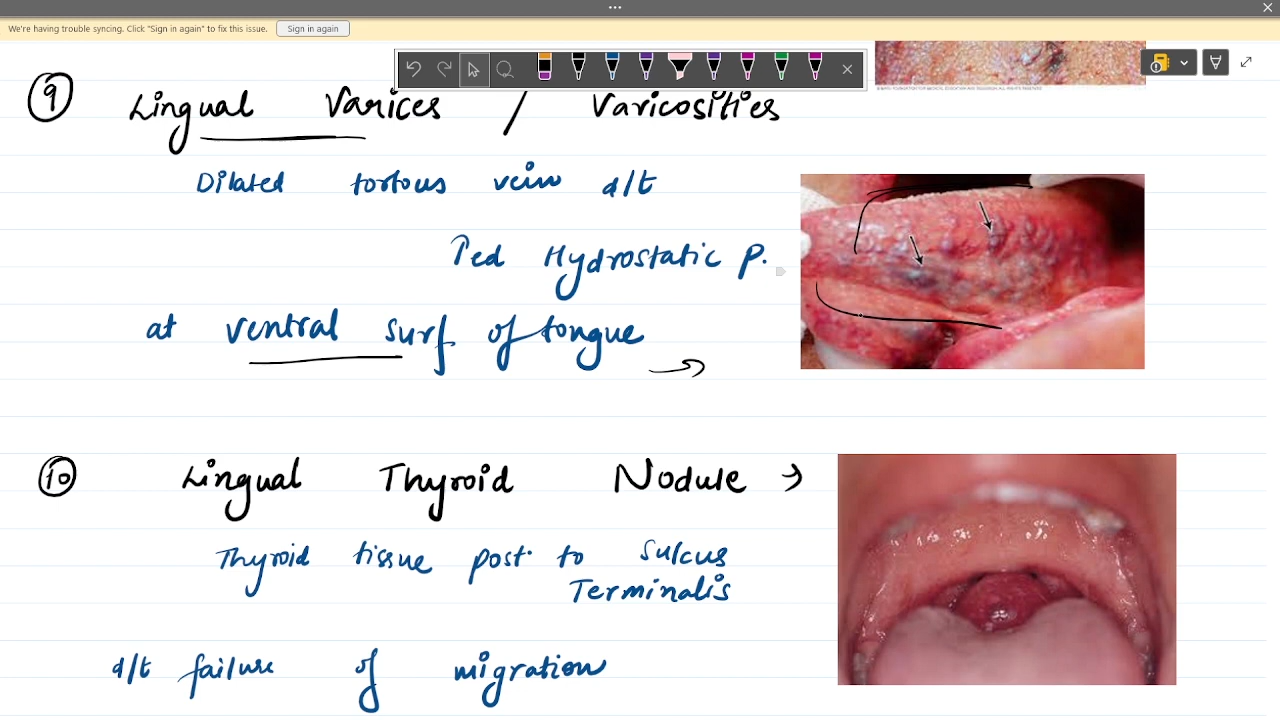 We're having trouble syncing. Click "Sign in again" to fix this issue. Sign in again
9 Lingual Varices / Varicosities
Dilated tortous vein d/t
↑ed Hydrostatic p.
at ventral surf of tongue →
10 Lingual Thyroid Nodule →
Thyroid tissue post. to Sulcus
Terminalis
d/t failure of migration